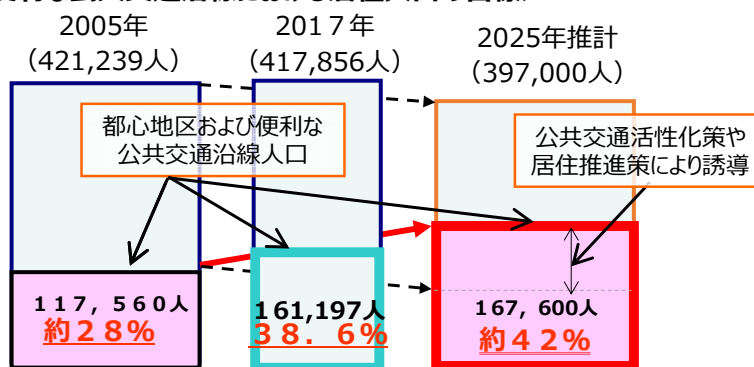 2005年
（421,239人）
2017年
（417,856人）
2025年推計
（397,000人）
都心地区および便利な
公共交通沿線人口
公共交通活性化策や
居住推進策により誘導
１１７，５６０人
約２８％
161,197人
３８．６％
167，600人
約４２％